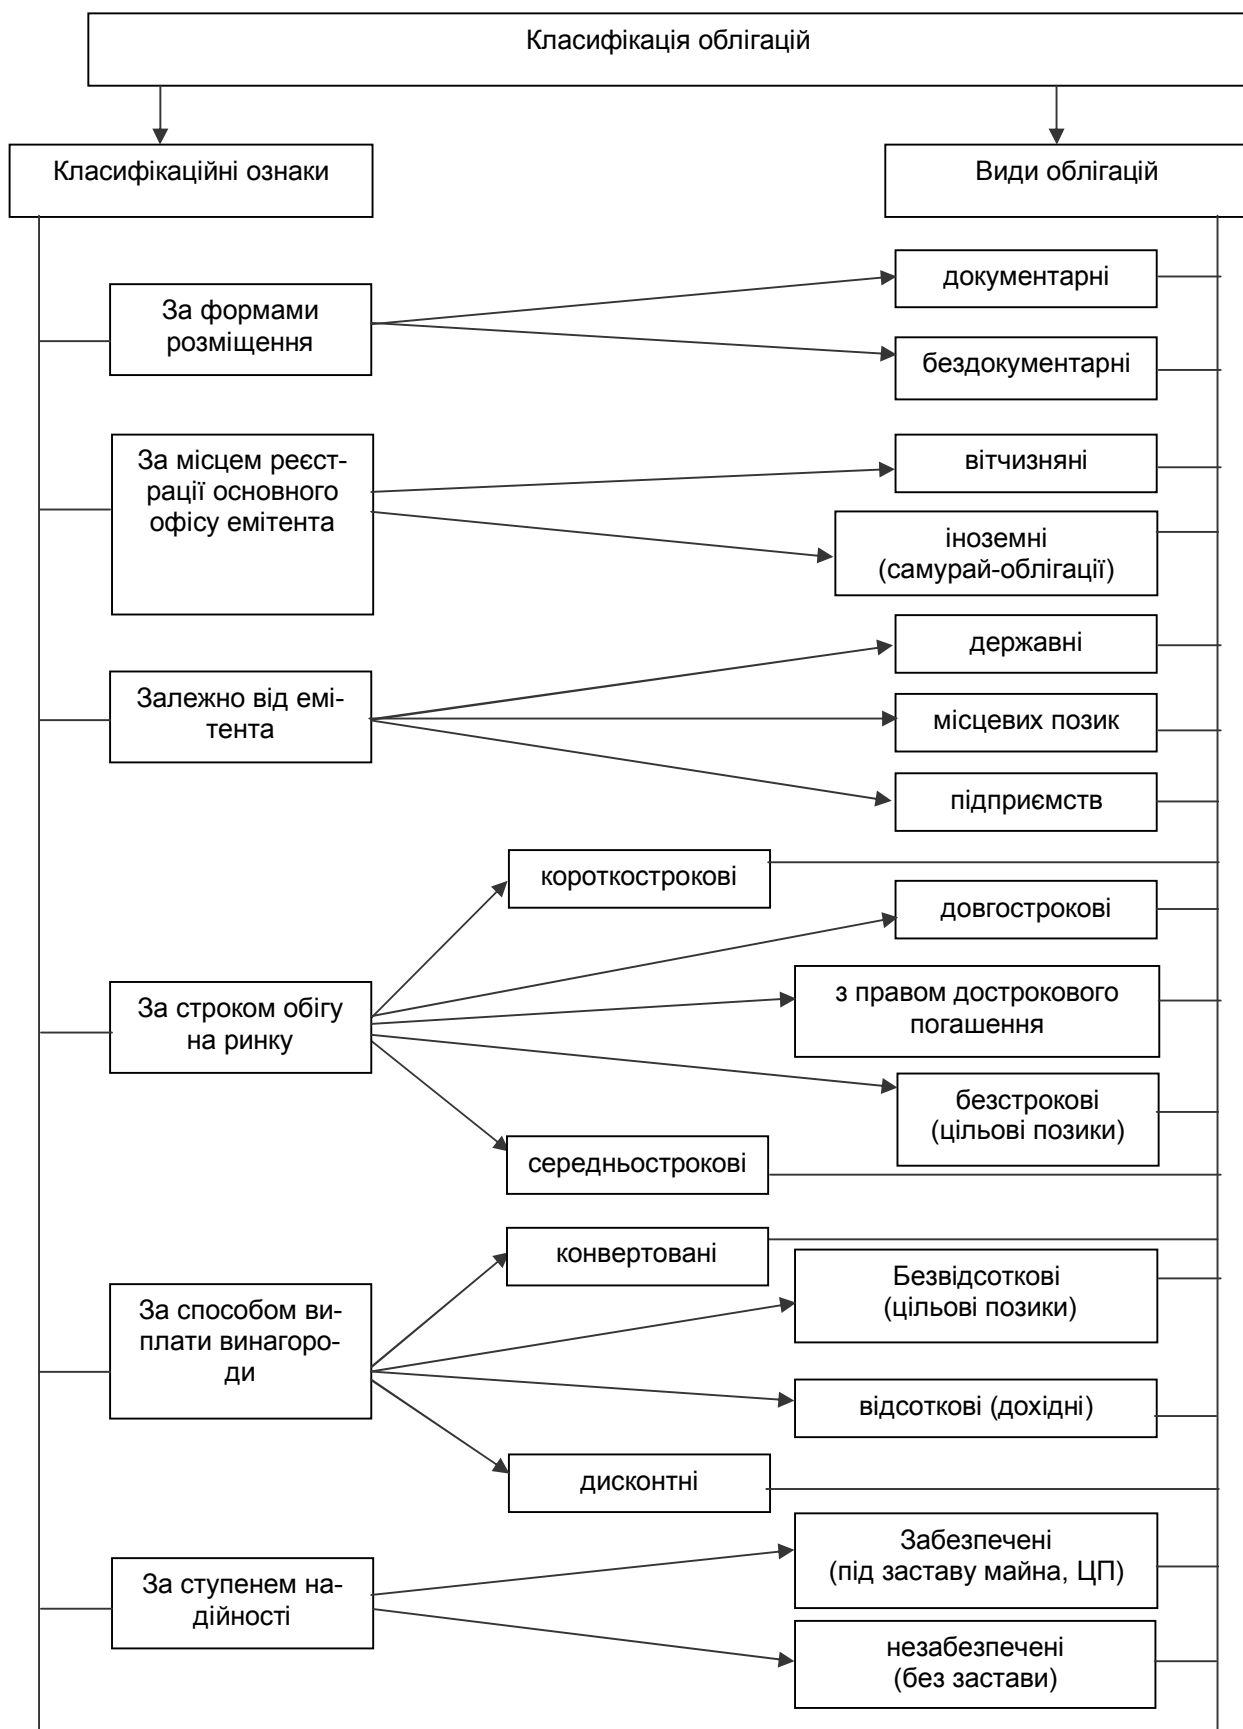 Класифікація облігацій
Класифікаційні ознаки
Види облігацій
За формами
розміщення
документарні
бездокументарні
За місцем реєст-
рації основного
офісу емітента
вітчизняні
іноземні
(самурай-облігації)
Залежно від емі-
тента
державні
місцевих позик
підприємств
За строком обігу
на ринку
короткострокові
довгострокові
з правом дострокового
погашення
безстрокові
(цільові позики)
середньострокові
За способом ви-
плати винагоро-
ди
конвертовані
Безвідсоткові
(цільові позики)
відсоткові (дохідні)
дисконтні
За ступенем на-
дійності
Забезпечені
(під заставу майна, ЦП)
незабезпечені
(без застави)